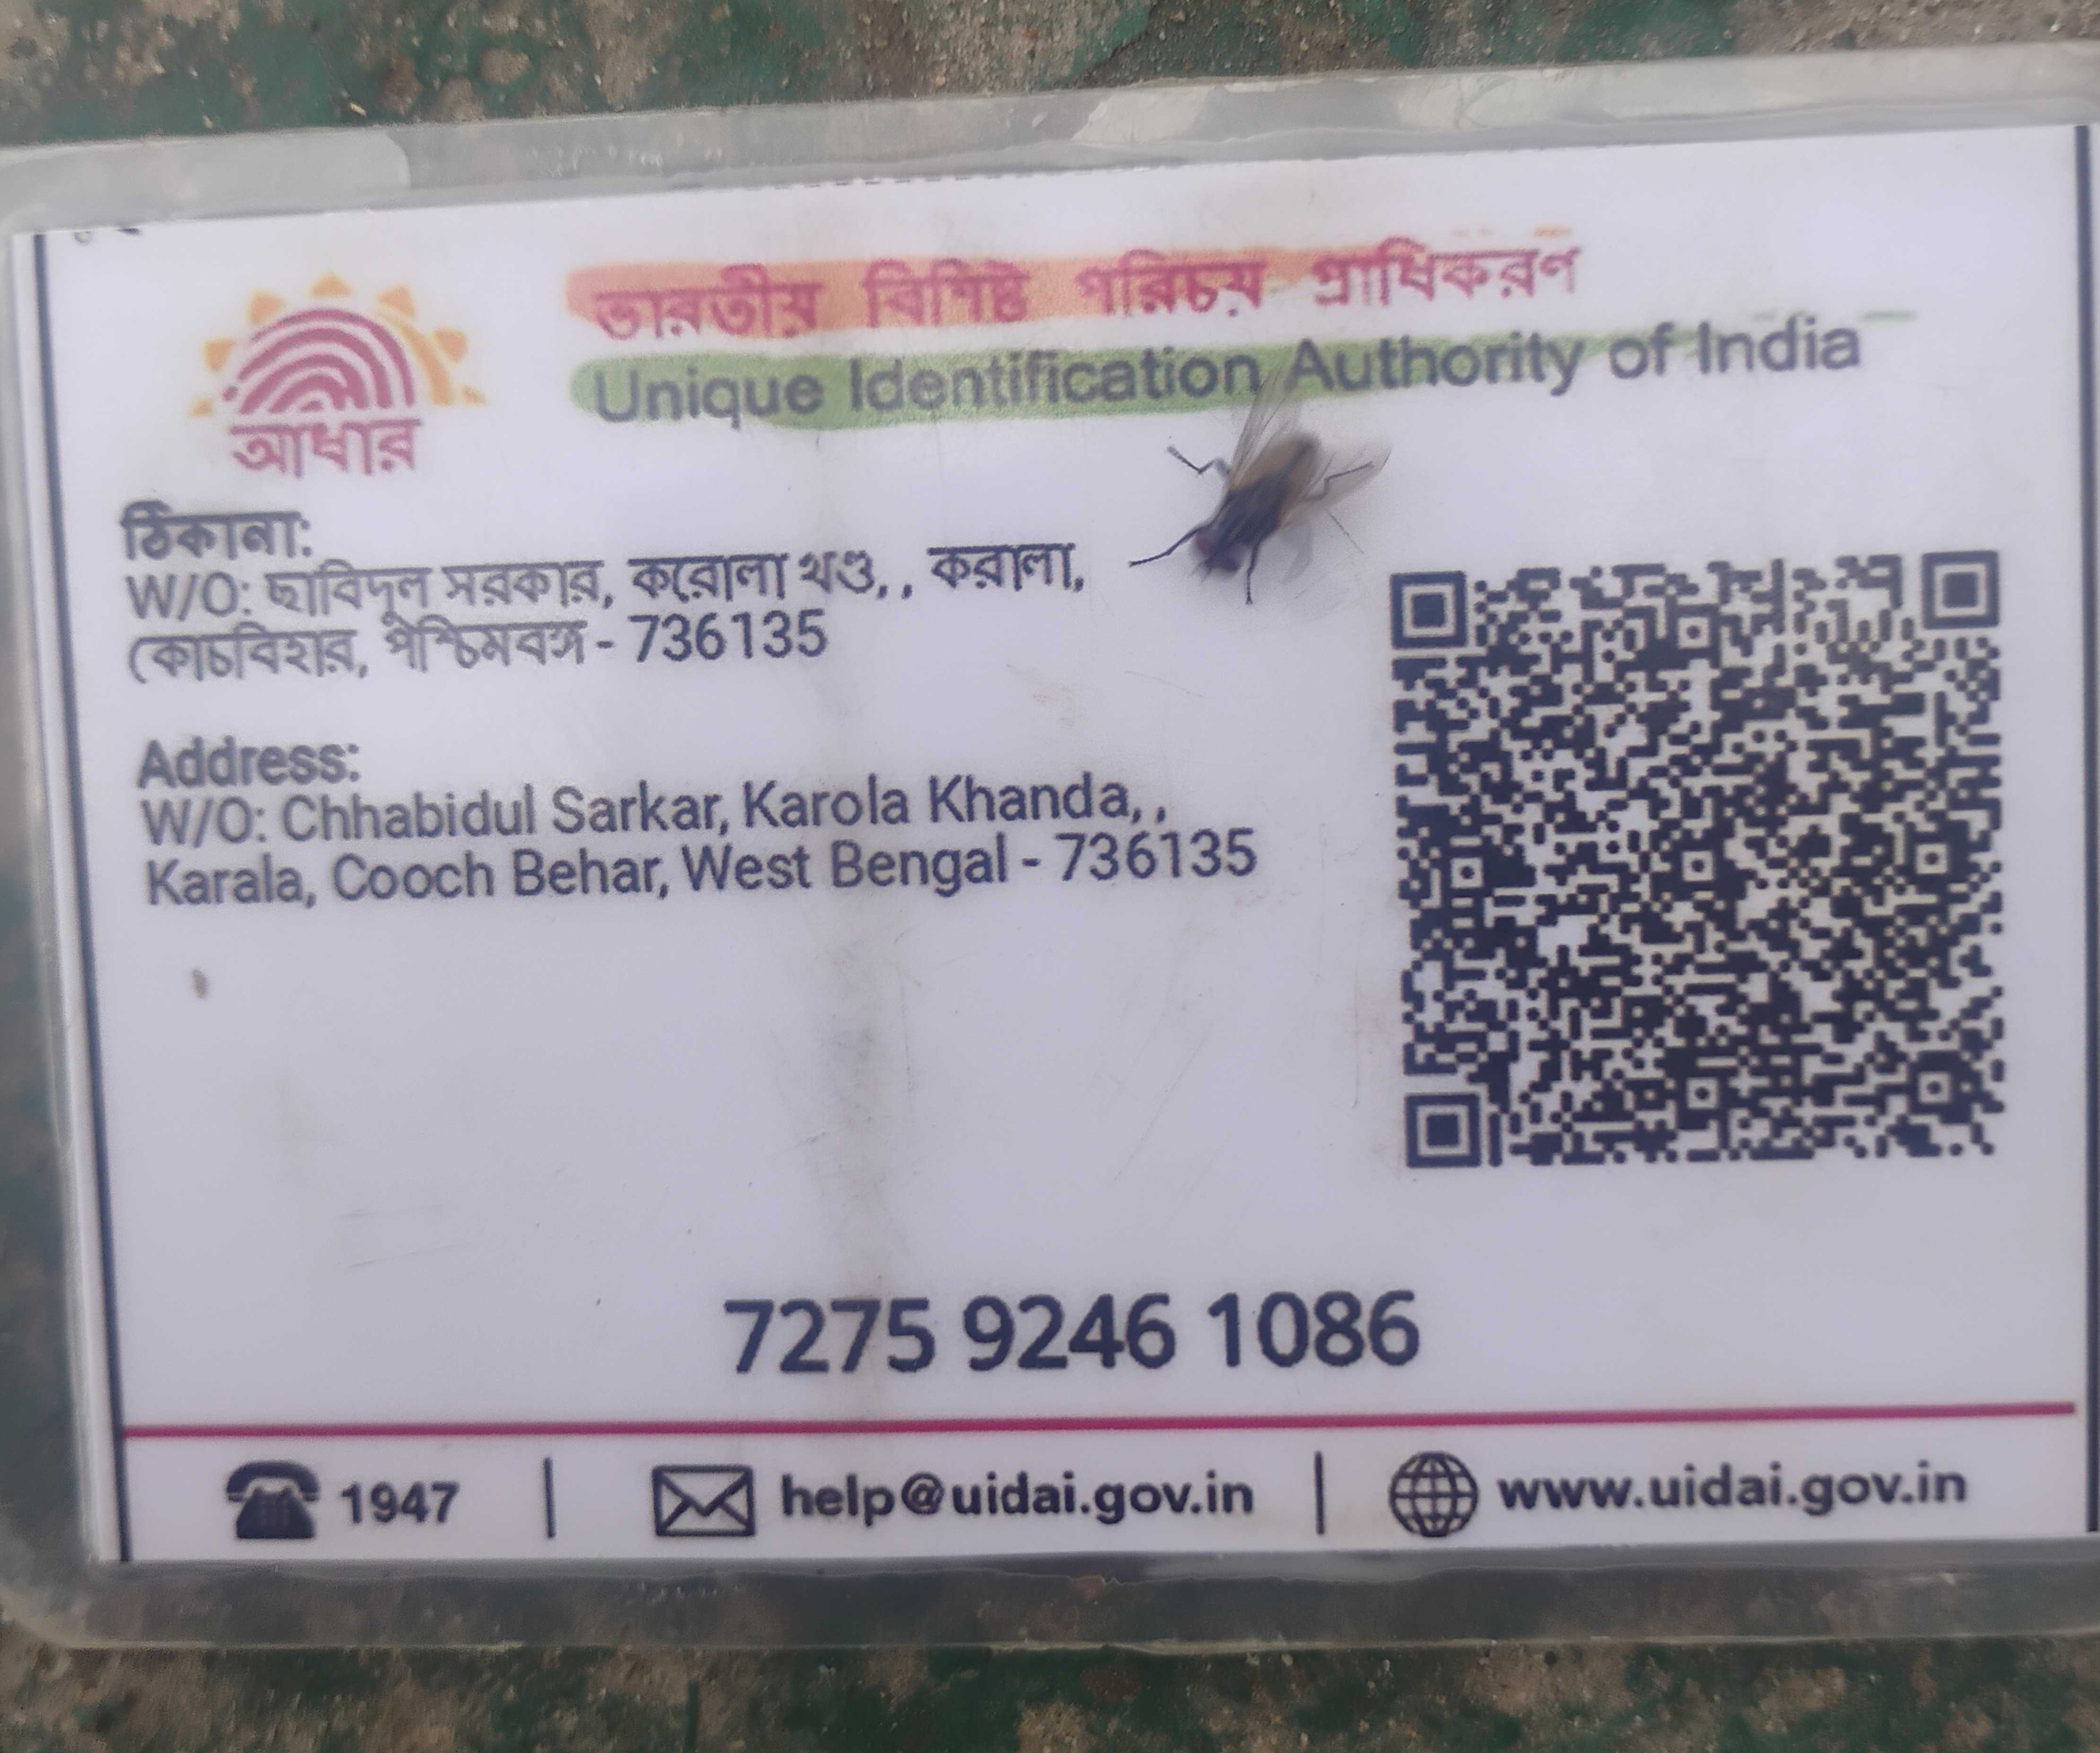 ভারতীয় বিশিষ্ট পরিচয় প্রাধিকরণ
Unique Identification Authority of India
আধার
ঠিকানা:
W/O: ছাবিদুল সরকার, করোলা খণ্ড, , করালা,
কোচবিহার, পশ্চিমবঙ্গ - 736135
Address:
W/O: Chhabidul Sarkar, Karola Khanda, ,
Karala, Cooch Behar, West Bengal - 736135
7275 9246 1086
1947 | help@uidai.gov.in | www.uidai.gov.in